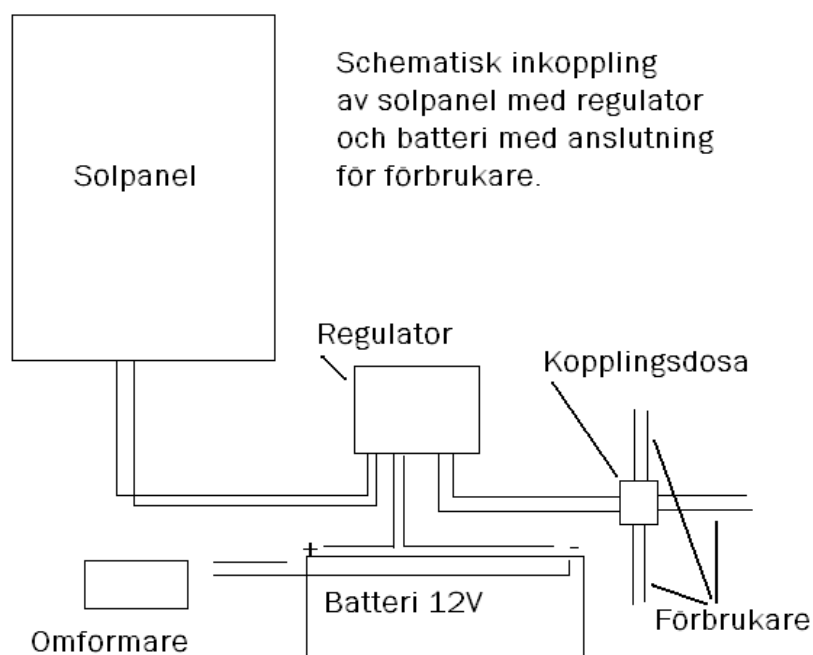 Schematisk inkoppling
av solpanel med regulator
och batteri med anslutning
för förbrukare.
Solpanel
Regulator
Kopplingsdosa
+ -
Batteri 12V
Förbrukare
Omformare